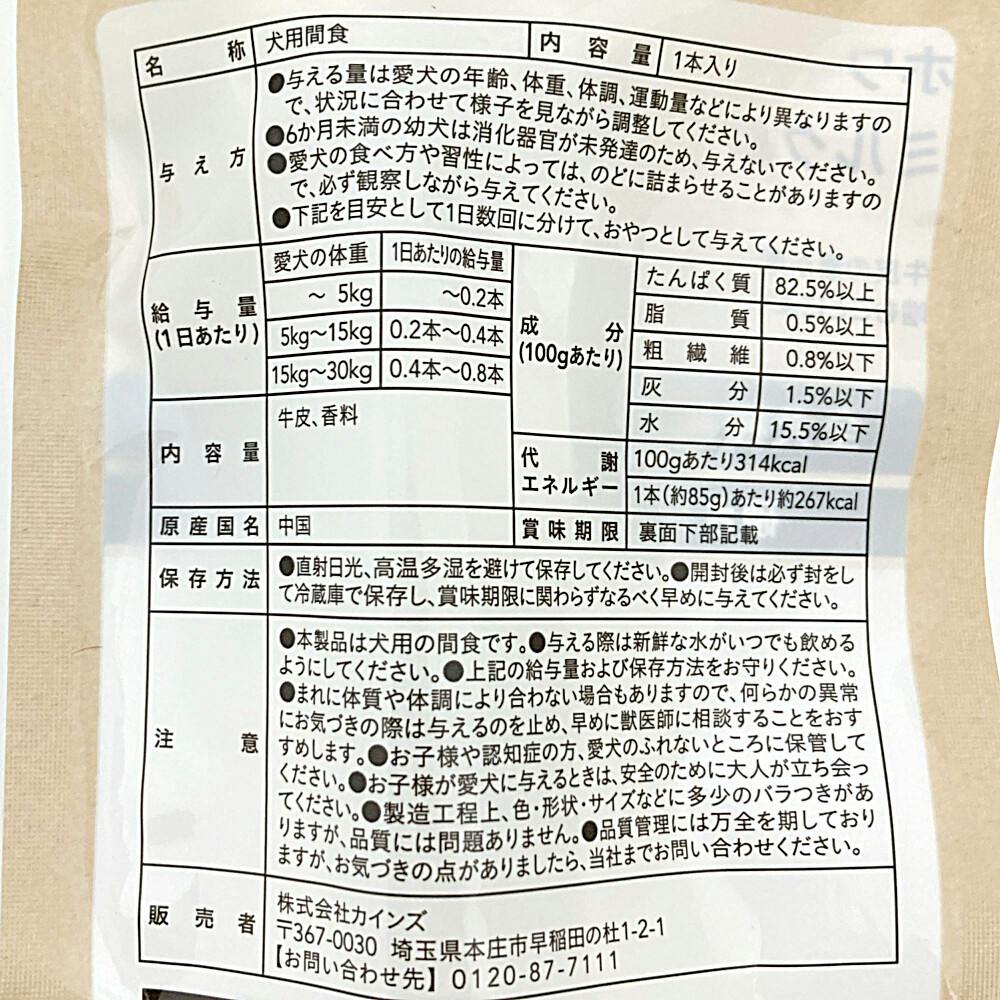 名称 犬用間食 内容量 1本入り
与え方
●与える量は愛犬の年齢、体重、体調、運動量などにより異なりますの
で、状況に合わせて様子を見ながら調整してください。
●6か月未満の幼犬は消化器官が未発達のため、与えないでください。
●愛犬の食べ方や習性によっては、のどに詰まらせることがありますの
で、必ず観察しながら与えてください。
●下記を目安として1日数回に分けて、おやつとして与えてください。
給与量
(1日あたり)
愛犬の体重 1日あたりの給与量
～5kg ～0.2本
5kg～15kg 0.2本～0.4本
15kg～30kg 0.4本～0.8本
成分
(100gあたり)
たんぱく質 82.5%以上
脂質 0.5%以上
粗繊維 0.8%以下
灰分 1.5%以下
水分 15.5%以下
内容量 牛皮、香料
代謝
エネルギー
100gあたり314kcal
1本(約85g)あたり約267kcal
原産国名 中国 賞味期限 裏面下部記載
保存方法
●直射日光、高温多湿を避けて保存してください。●開封後は必ず封をし
て冷蔵庫で保存し、賞味期限に関わらずなるべく早めに与えてください。
注意
●本製品は犬用の間食です。●与える際は新鮮な水がいつでも飲める
ようにしてください。●上記の給与量および保存方法をお守りください。
●まれに体質や体調により合わない場合もありますので、何らかの異常
にお気づきの際は与えるのを止め、早めに獣医師に相談することをおす
すめします。●お子様や認知症の方、愛犬のふれないところに保管して
ください。●お子様が愛犬に与えるときは、安全のために大人が立ち会っ
てください。●製造工程上、色・形状・サイズなどに多少のバラつきがあ
りますが、品質には問題ありません。●品質管理には万全を期しており
ますが、お気づきの点がありましたら、当社までお問い合わせください。
販売者
株式会社カインズ
〒367-0030 埼玉県本庄市早稲田の杜1-2-1
【お問い合わせ先】0120-87-7111